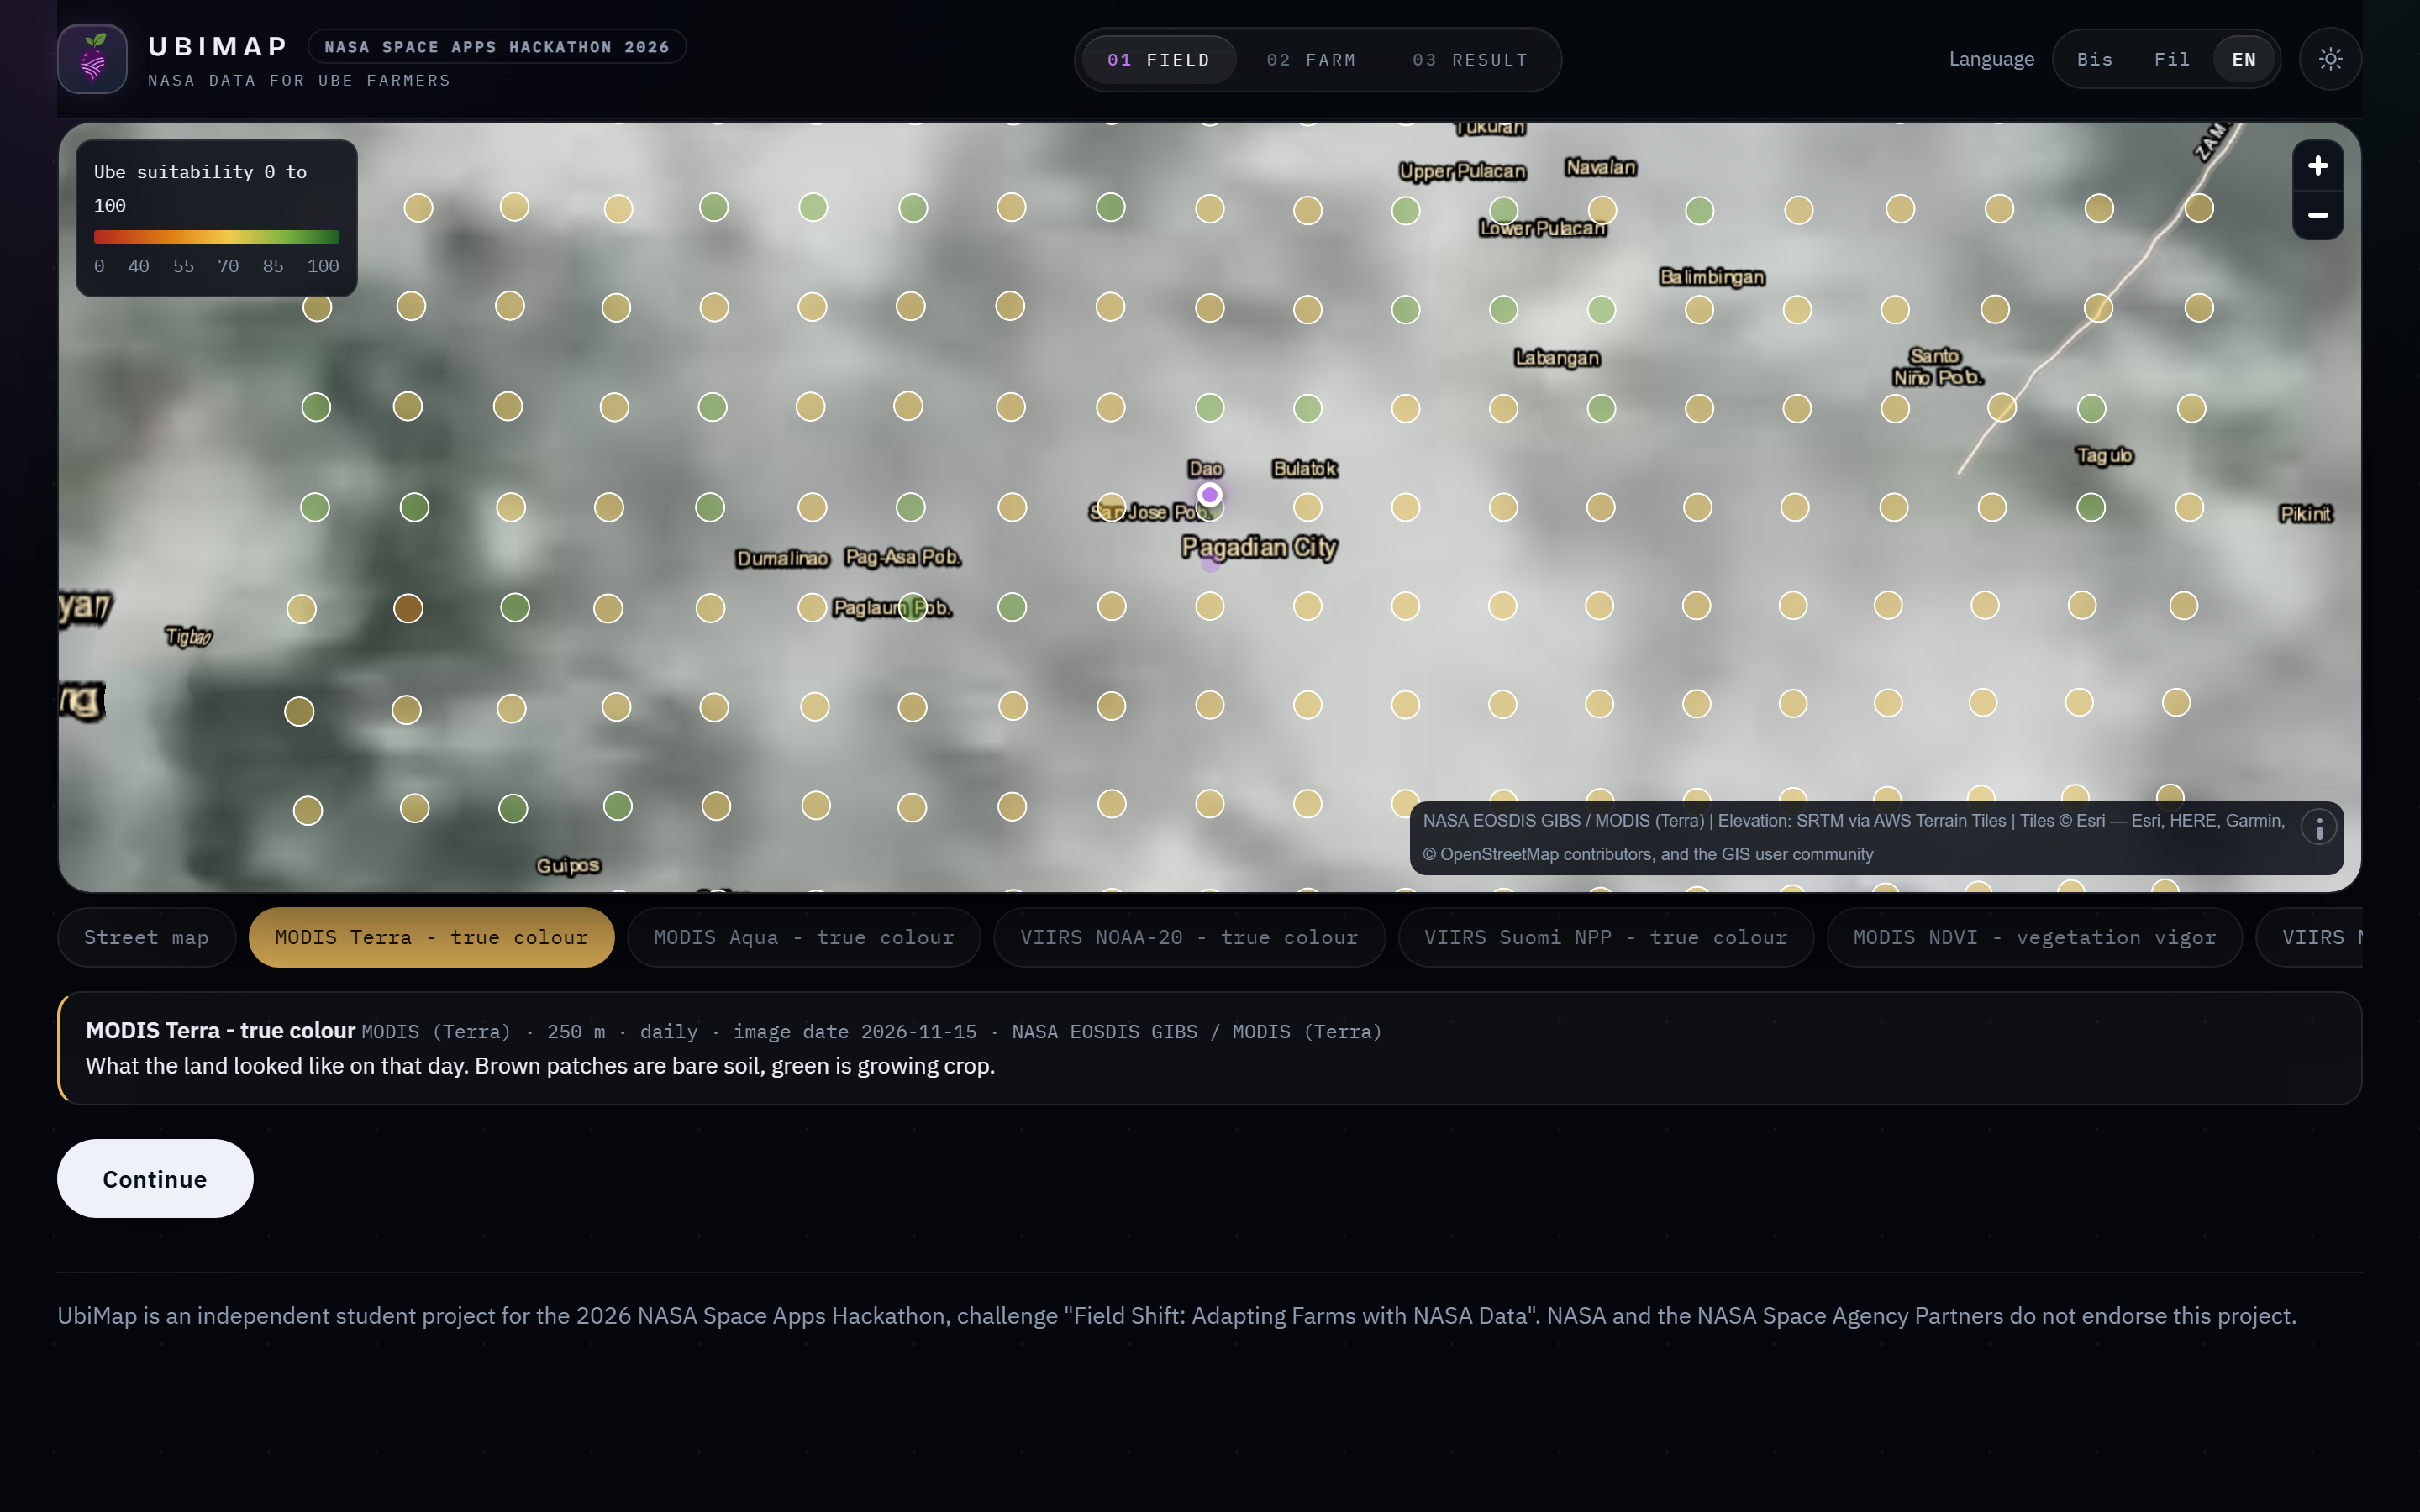 UBIMAP
NASA SPACE APPS HACKATHON 2026
NASA DATA FOR UBE FARMERS
01 FIELD
02 FARM
03 RESULT
Language
Bis
Fil
EN
Ube suitability 0 to
100
0 40 55 70 85 100
Tukuran
Upper Pulacan
Navalan
Lower Pulacan
Balimbingan
Labangan
Santo
Niño Pob.
Tagulo
Pikinit
Dao
Bulatok
San Jose Pob.
Pagadian City
Dumalinao
Pag-Asa Pob.
Paglaum Pob.
Tigbao
Guipos
NASA EOSDIS GIBS / MODIS (Terra) | Elevation: SRTM via AWS Terrain Tiles | Tiles © Esri — Esri, HERE, Garmin,
© OpenStreetMap contributors, and the GIS user community
Street map
MODIS Terra - true colour
MODIS Aqua - true colour
VIIRS NOAA-20 - true colour
VIIRS Suomi NPP - true colour
MODIS NDVI - vegetation vigor
VIIRS
MODIS Terra - true colour MODIS (Terra) · 250 m · daily · image date 2026-11-15 · NASA EOSDIS GIBS / MODIS (Terra)
What the land looked like on that day. Brown patches are bare soil, green is growing crop.
Continue
UbiMap is an independent student project for the 2026 NASA Space Apps Hackathon, challenge "Field Shift: Adapting Farms with NASA Data". NASA and the NASA Space Agency Partners do not endorse this project.